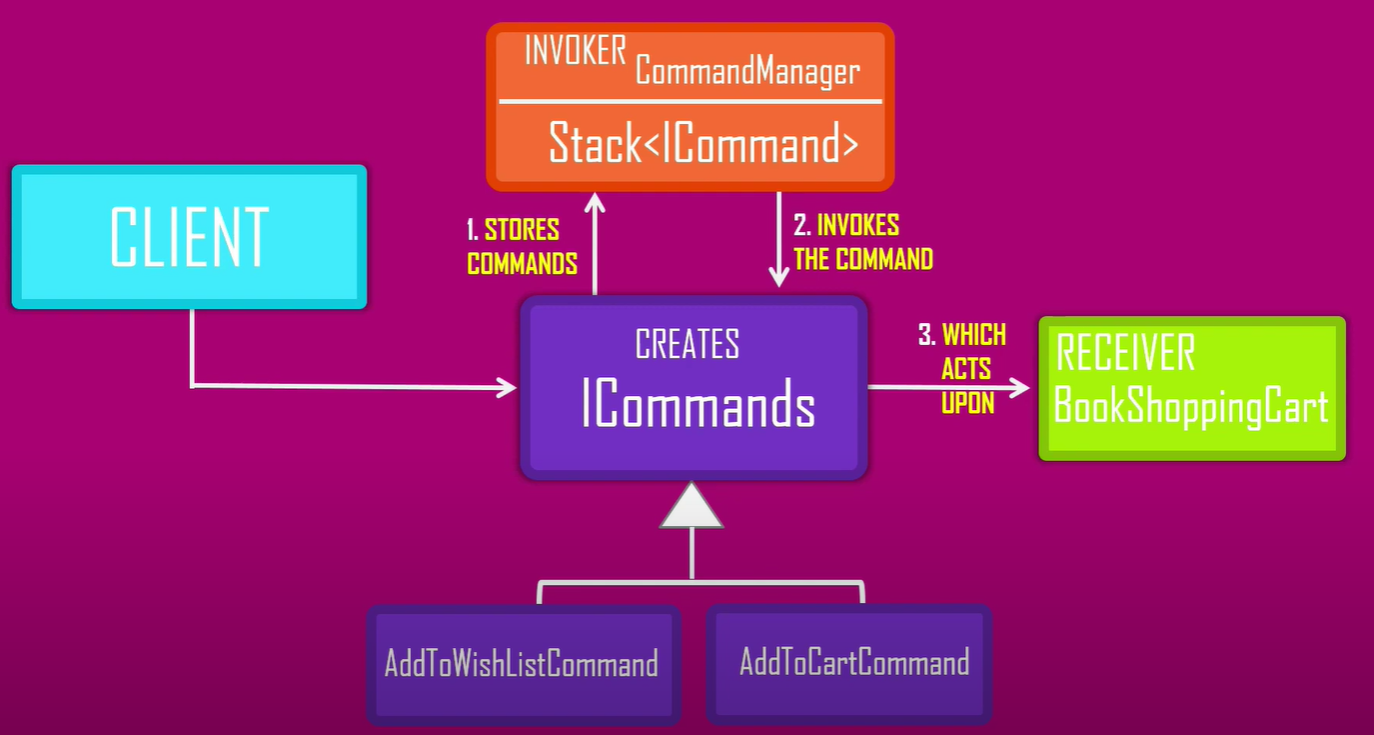 INVOKER CommandManager
Stack<ICommand>
CLIENT
1. STORES
COMMANDS
2. INVOKES
THE COMMAND
CREATES
ICommands
3. WHICH
ACTS
UPON
RECEIVER
BookShoppingCart
AddToWishListCommand
AddToCartCommand